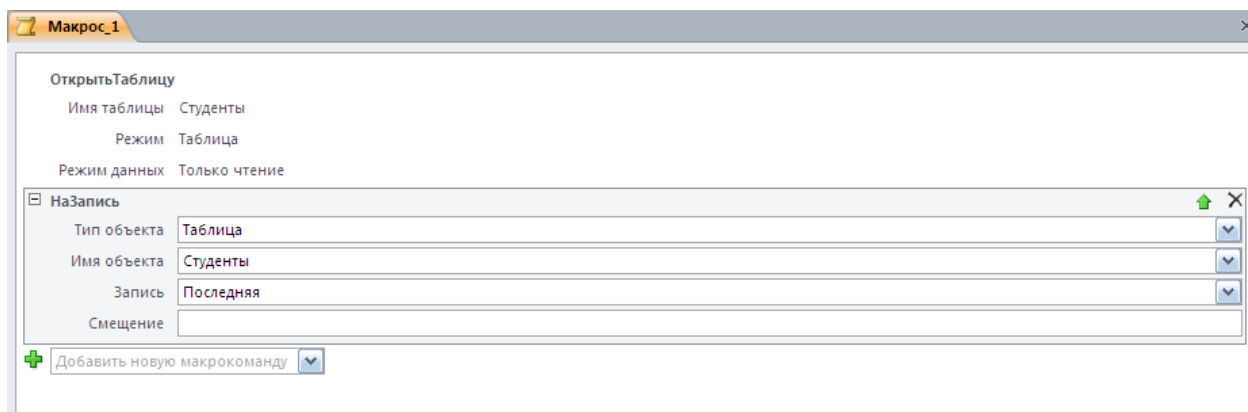 Макрос_1
ОткрытьТаблицу
Имя таблицы Студенты
Режим Таблица
Режим данных Только чтение
НаЗапись
Тип объекта Таблица
Имя объекта Студенты
Запись Последняя
Смещение
Добавить новую макрокоманду